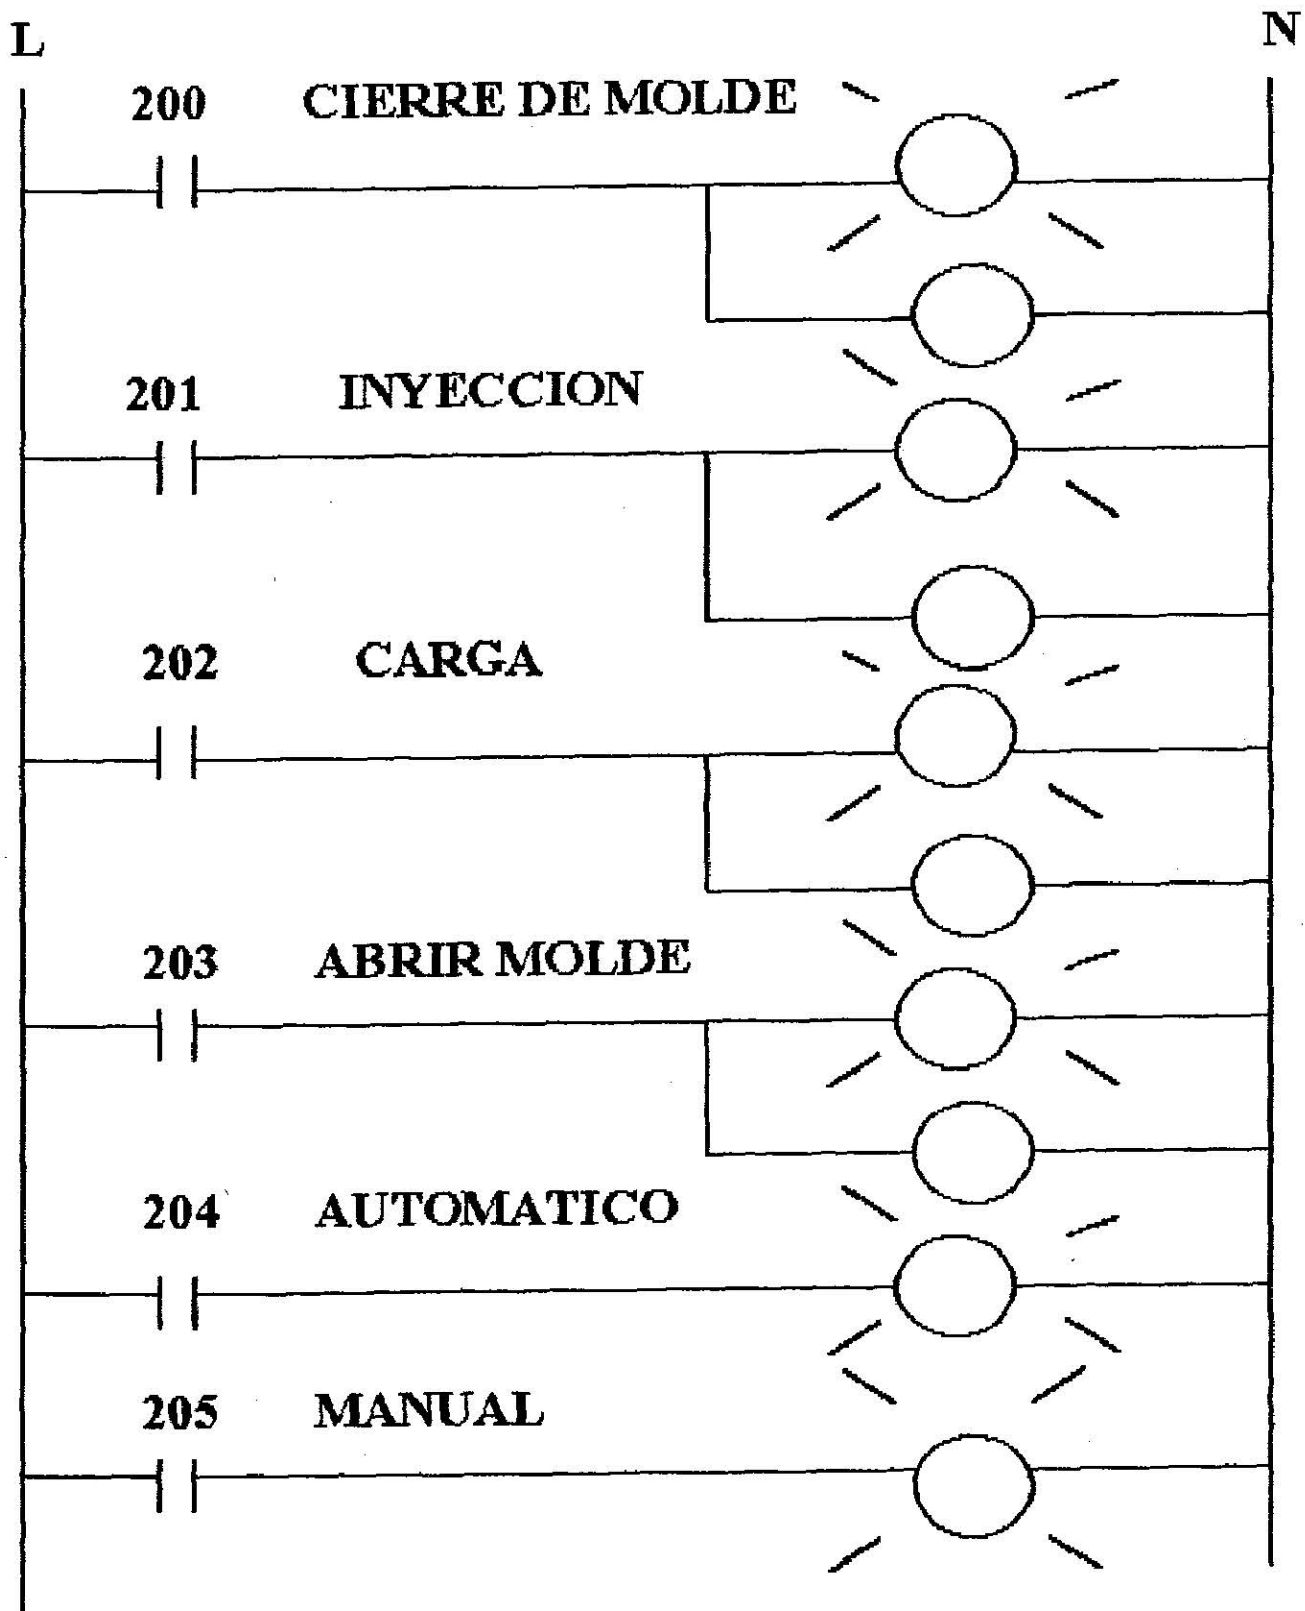 L N
200 CIERRE DE MOLDE
201 INYECCION
202 CARGA
203 ABRIR MOLDE
204 AUTOMATICO
205 MANUAL